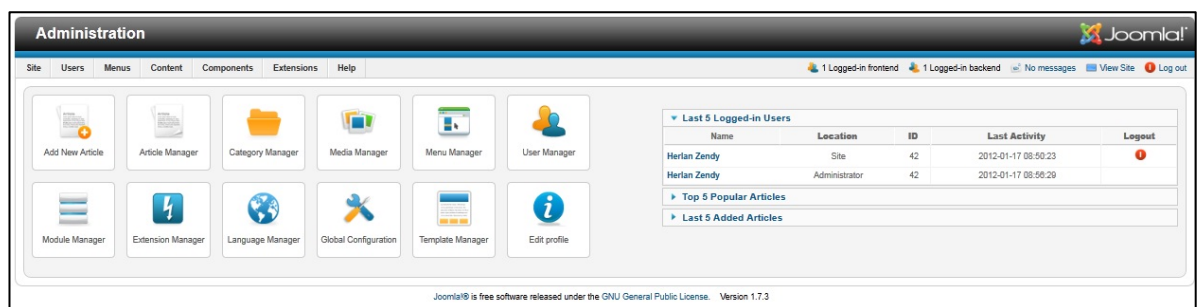 Administration
Joomla!
Site Users Menus Content Components Extensions Help
1 Logged-in frontend 1 Logged-in backend No messages View Site Log out
Add New Article Article Manager Category Manager Media Manager Menu Manager User Manager
Module Manager Extension Manager Language Manager Global Configuration Template Manager Edit profile
Last 5 Logged-in Users
Name Location ID Last Activity Logout
Herlan Zendy Site 42 2012-01-17 08:50:23
Herlan Zendy Administrator 42 2012-01-17 08:56:29
Top 5 Popular Articles
Last 5 Added Articles
Joomla!® is free software released under the GNU General Public License. Version 1.7.3